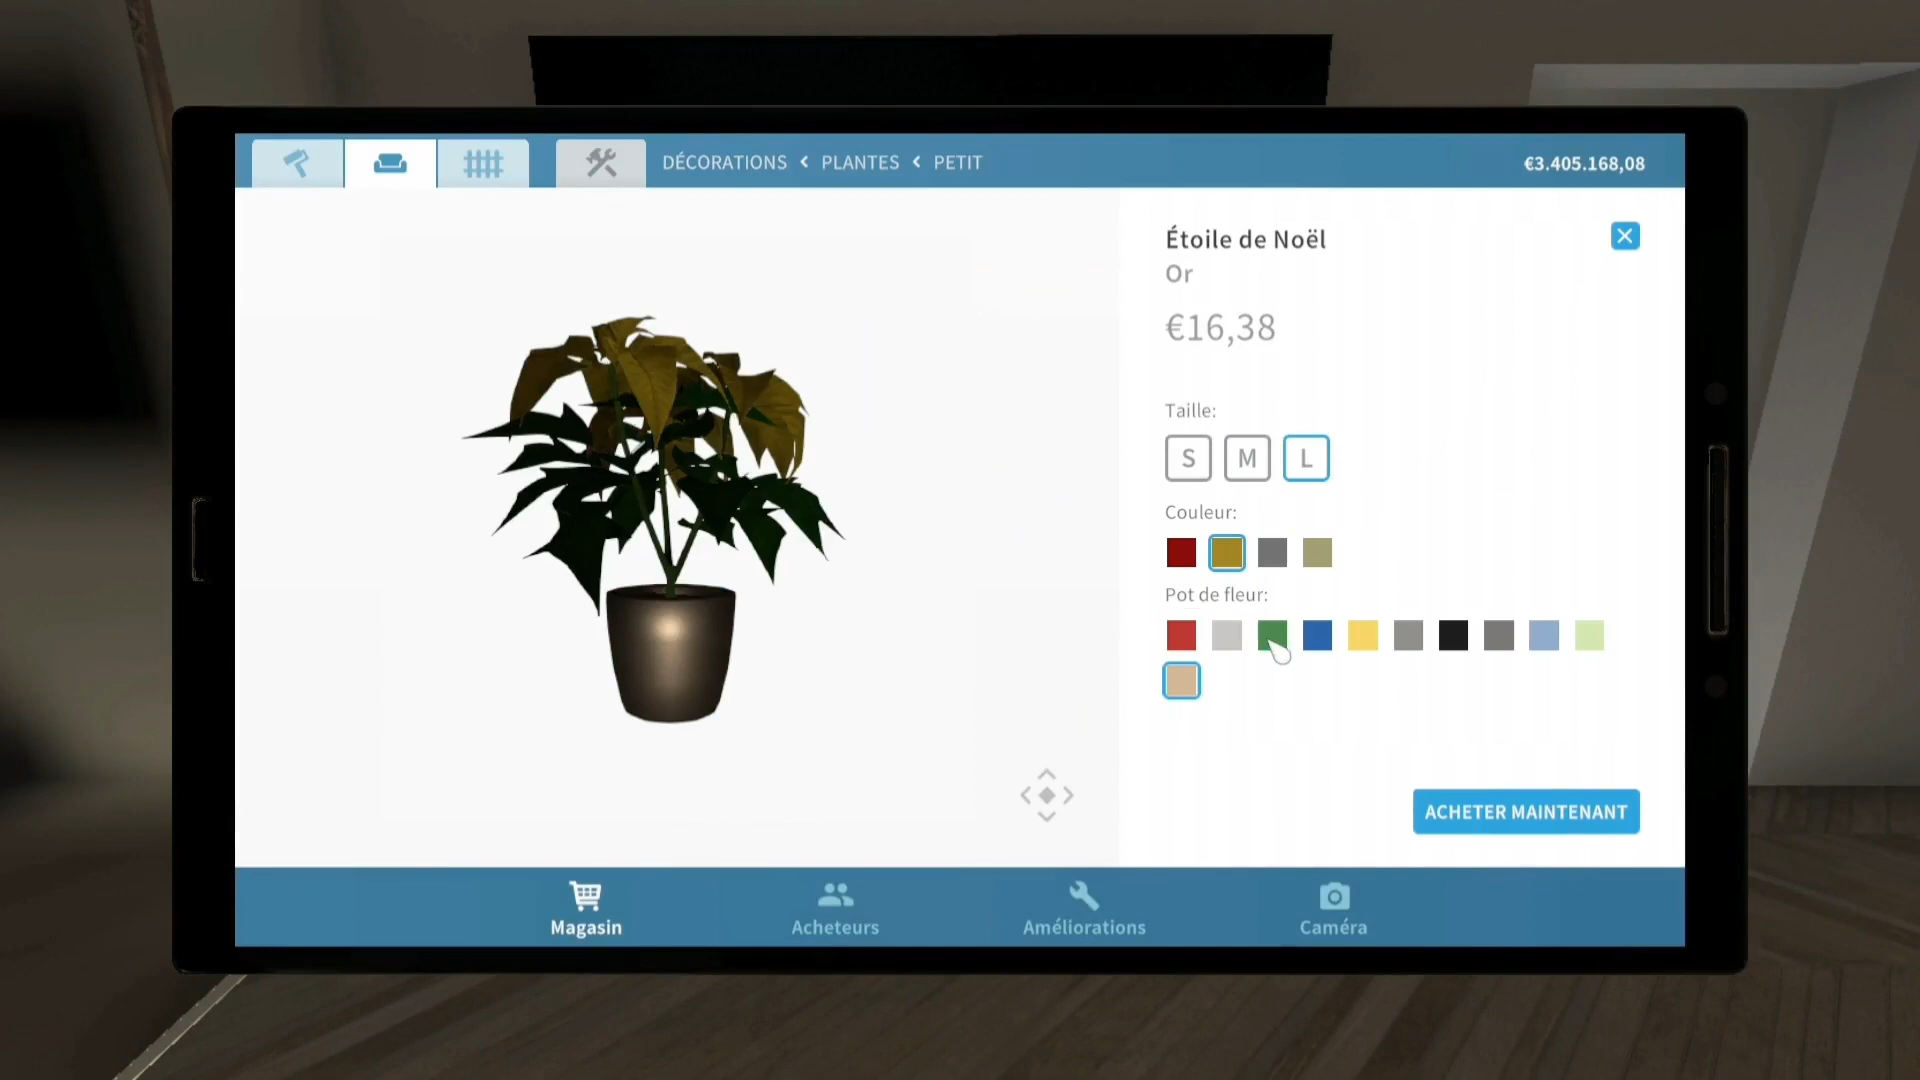 DÉCORATIONS < PLANTES < PETIT
€3.405.168,08
Étoile de Noël
Or
€16,38
Taille:
S M L
Couleur:
Pot de fleur:
ACHETER MAINTENANT
Magasin
Acheteurs
Améliorations
Caméra